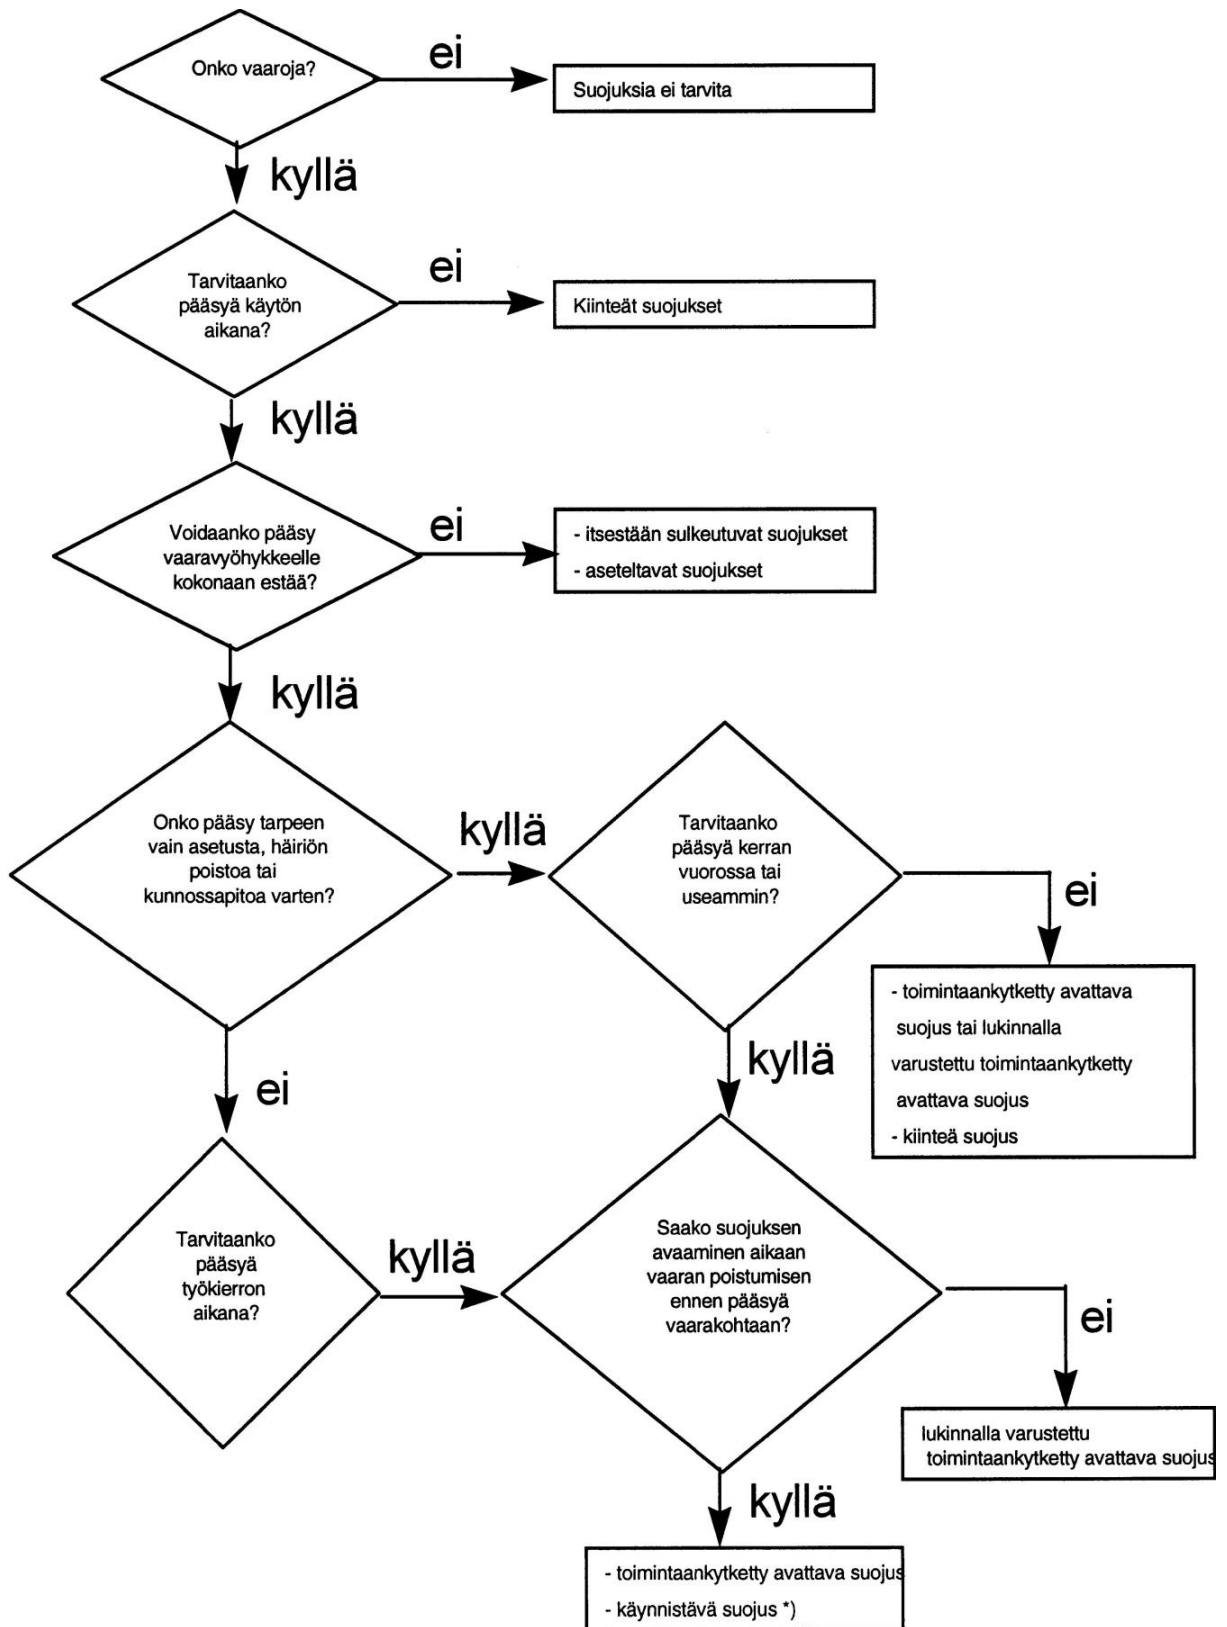 Onko vaaroja?
ei
Suojuksia ei tarvita
kyllä
Tarvitaanko
pääsyä käytön
aikana?
ei
Kiinteät suojukset
kyllä
Voidaanko pääsy
vaaravyöhykkeelle
kokonaan estää?
ei
- itsestään sulkeutuvat suojukset
- aseteltavat suojukset
kyllä
Onko pääsy tarpeen
vain asetusta, häiriön
poistoa tai
kunnossapitoa varten?
kyllä
Tarvitaanko
pääsyä kerran
vuorossa tai
useammin?
ei
- toimintaankytketty avattava
suojus tai lukinnalla
varustettu toimintaankytketty
avattava suojus
- kiinteä suojus
kyllä
ei
Tarvitaanko
pääsyä
työkierron
aikana?
kyllä
Saako suojuksen
avaaminen aikaan
vaaran poistumisen
ennen pääsyä
vaarakohtaan?
ei
lukinnalla varustettu
toimintaankytketty avattava suojus
kyllä
- toimintaankytketty avattava suojus
- käynnistävä suojus *)